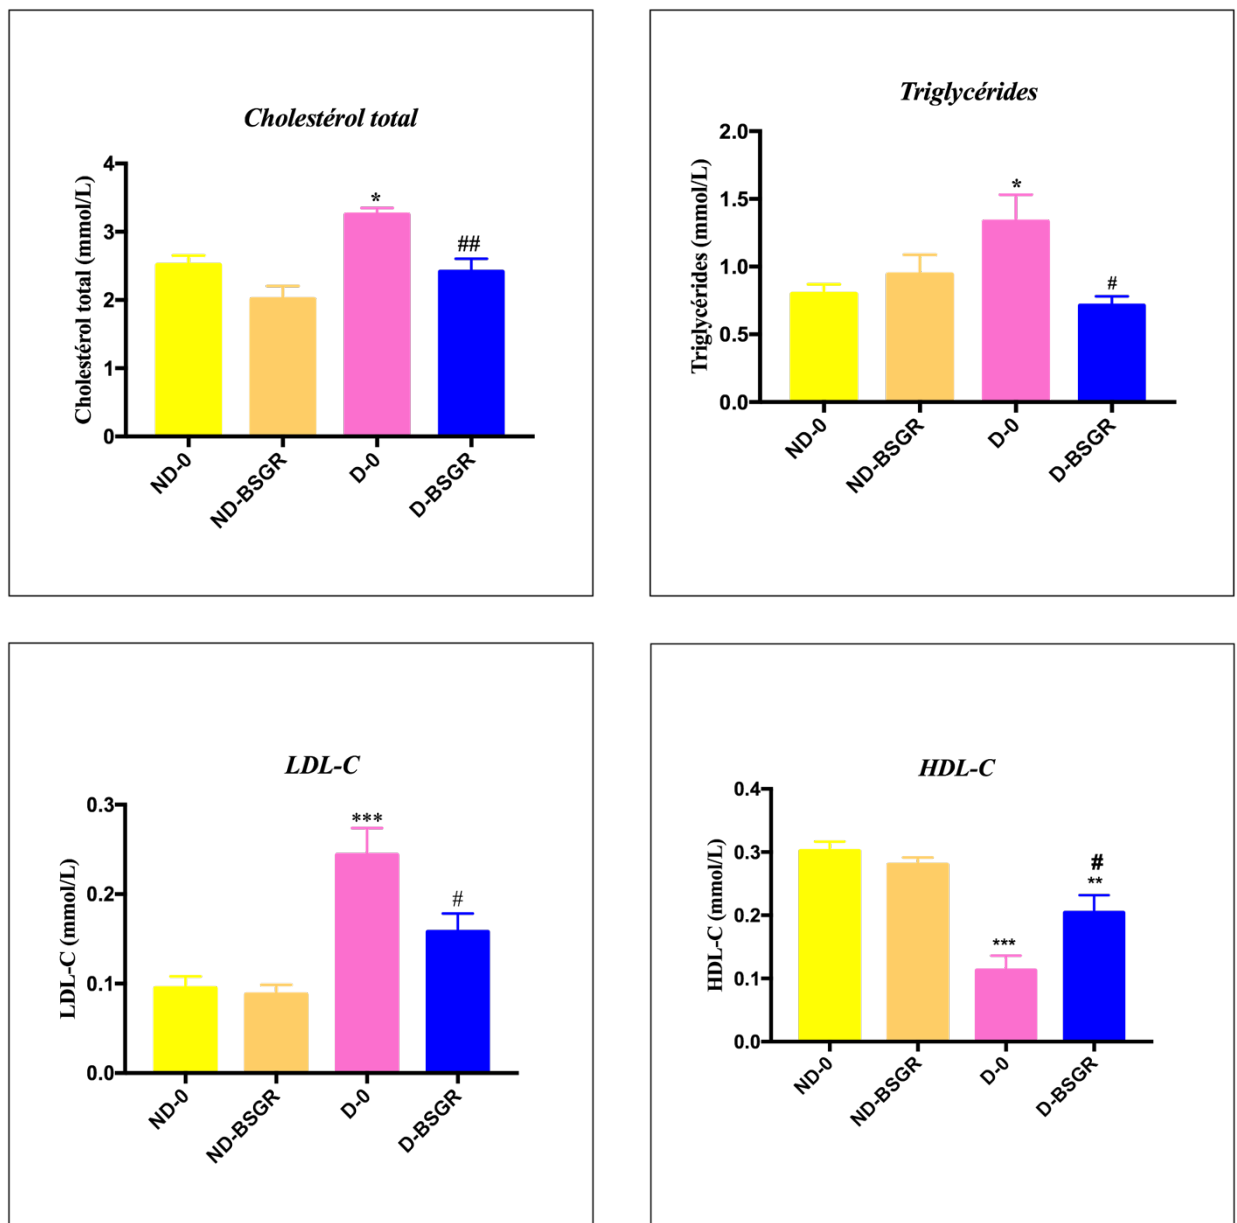 Cholestérol total
Cholestérol total (mmol/L)
4
3
2
1
0
*
##
ND-0
ND-BSGR
D-0
D-BSGR
Triglycérides
Triglycérides (mmol/L)
2.0
1.5
1.0
0.5
0.0
*
#
ND-0
ND-BSGR
D-0
D-BSGR
LDL-C
LDL-C (mmol/L)
0.3
0.2
0.1
0.0
***
#
ND-0
ND-BSGR
D-0
D-BSGR
HDL-C
HDL-C (mmol/L)
0.4
0.3
0.2
0.1
0.0
***
#
**
ND-0
ND-BSGR
D-0
D-BSGR